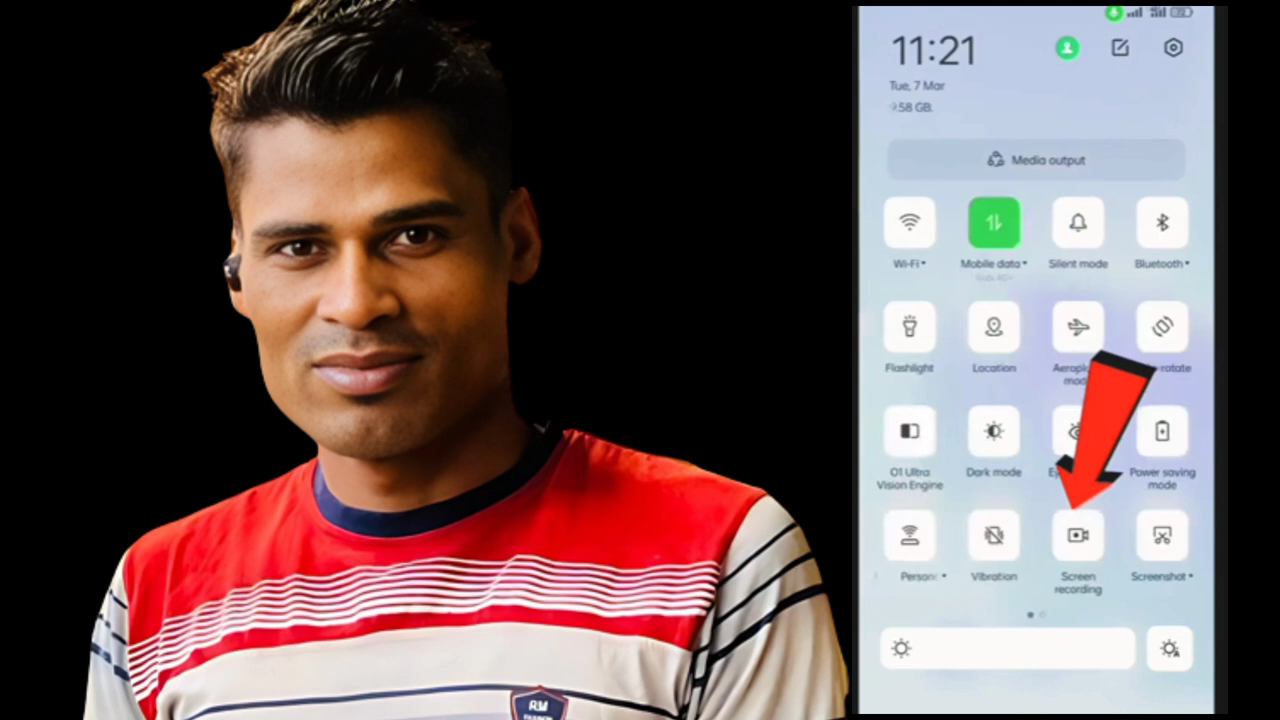 11:21
Tue, 7 Mar
58 GB.
Media output
Wi-Fi
Mobile data
Silent mode
Bluetooth
Flashlight
Location
O1 Ultra
Vision Engine
Dark mode
Power saving
mode
Vibration
Screen
recording
Screenshot